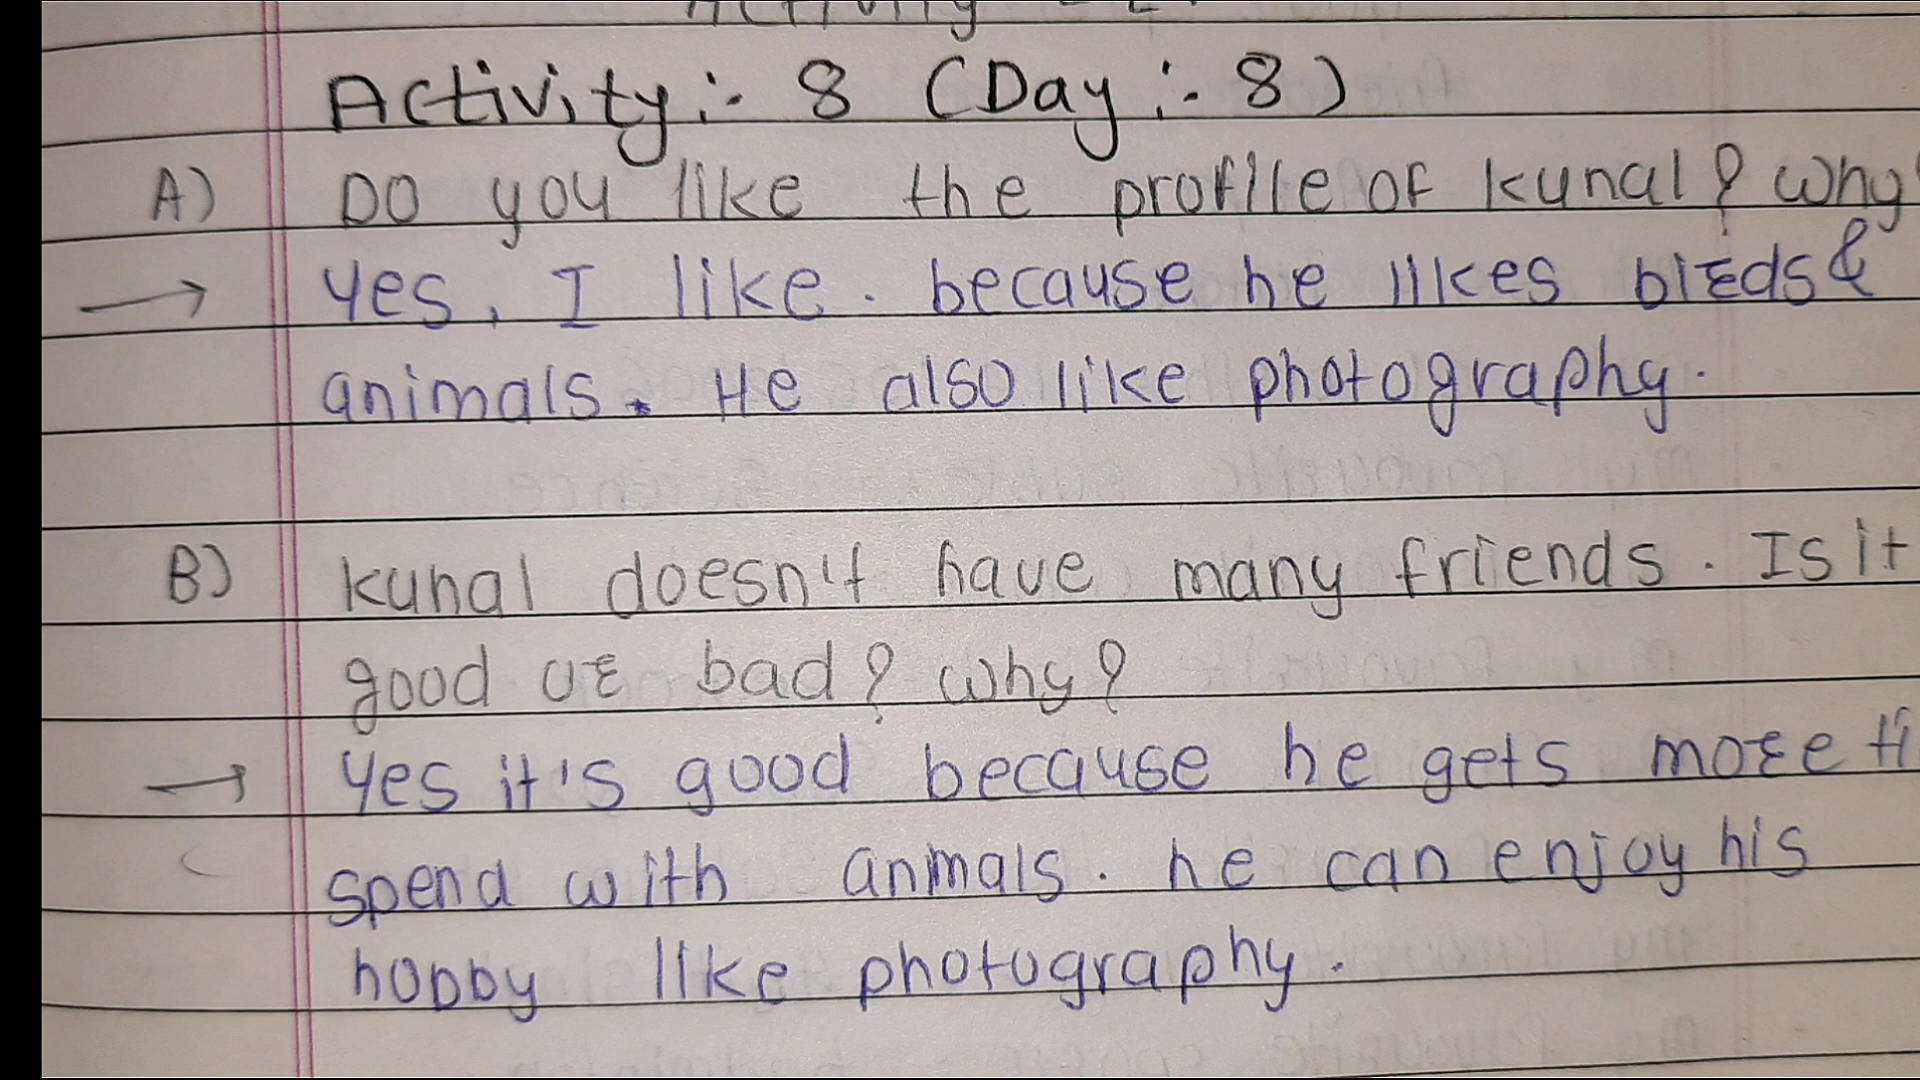 Activity :- 8 (Day :- 8)
A) Do you like the profile of kunal? Why
→ Yes, I like. because he likes birds &
animals. He also like photography.
B) kunal doesn't have many friends. Is it
good or bad? why?
→ Yes it's good because he gets more
spend with animals. he can enjoy his
hobby like photography.